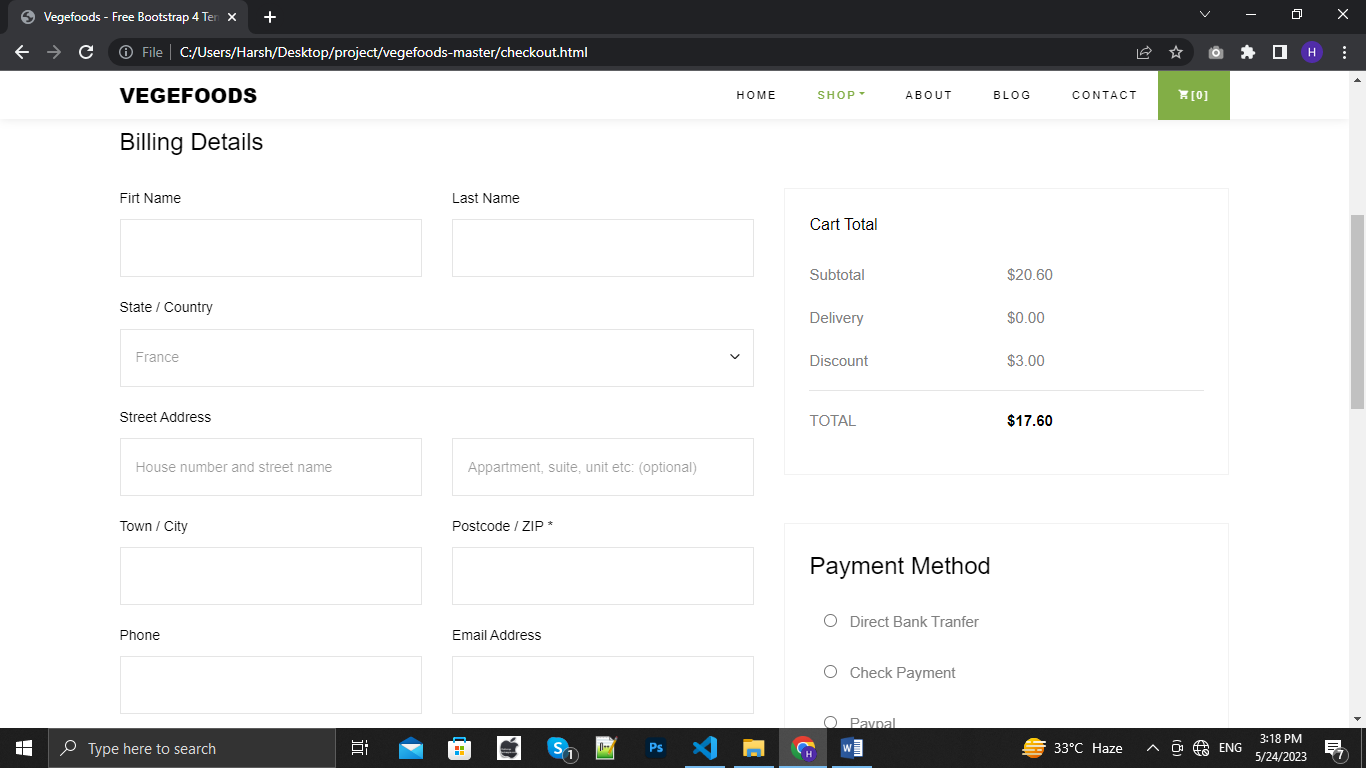 Vegefoods - Free Bootstrap 4 Ten
File C:/Users/Harsh/Desktop/project/vegefoods-master/checkout.html
H
VEGEFOODS
HOME SHOP ABOUT BLOG CONTACT [0]
Billing Details
Firt Name Last Name
State / Country
France
Street Address
House number and street name
Appartment, suite, unit etc: (optional)
Town / City Postcode / ZIP *
Phone Email Address
Cart Total
Subtotal $20.60
Delivery $0.00
Discount $3.00
TOTAL $17.60
Payment Method
Direct Bank Tranfer
Check Payment
Paypal
Type here to search
S 1
Ps
H
W
33°C Haze
ENG
3:18 PM
5/24/2023
7